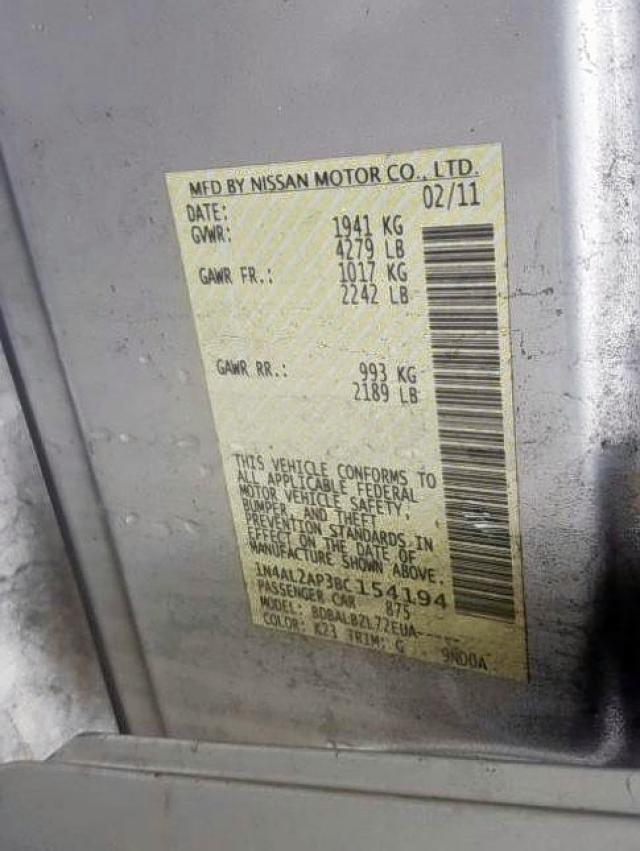 MFD BY NISSAN MOTOR CO., LTD.
DATE: 02/11
GVWR: 1941 KG
4279 LB
GAWR FR.: 1017 KG
2242 LB
GAWR RR.: 993 KG
2189 LB
THIS VEHICLE CONFORMS TO
ALL APPLICABLE FEDERAL
MOTOR VEHICLE SAFETY,
BUMPER, AND THEFT
PREVENTION STANDARDS IN
EFFECT ON THE DATE OF
MANUFACTURE SHOWN ABOVE.
1N4AL2AP3BC154194
PASSENGER CAR 875
MODEL: BDBALBZL72EUA-----
COLOR: K23 TRIM: G 9ND0A